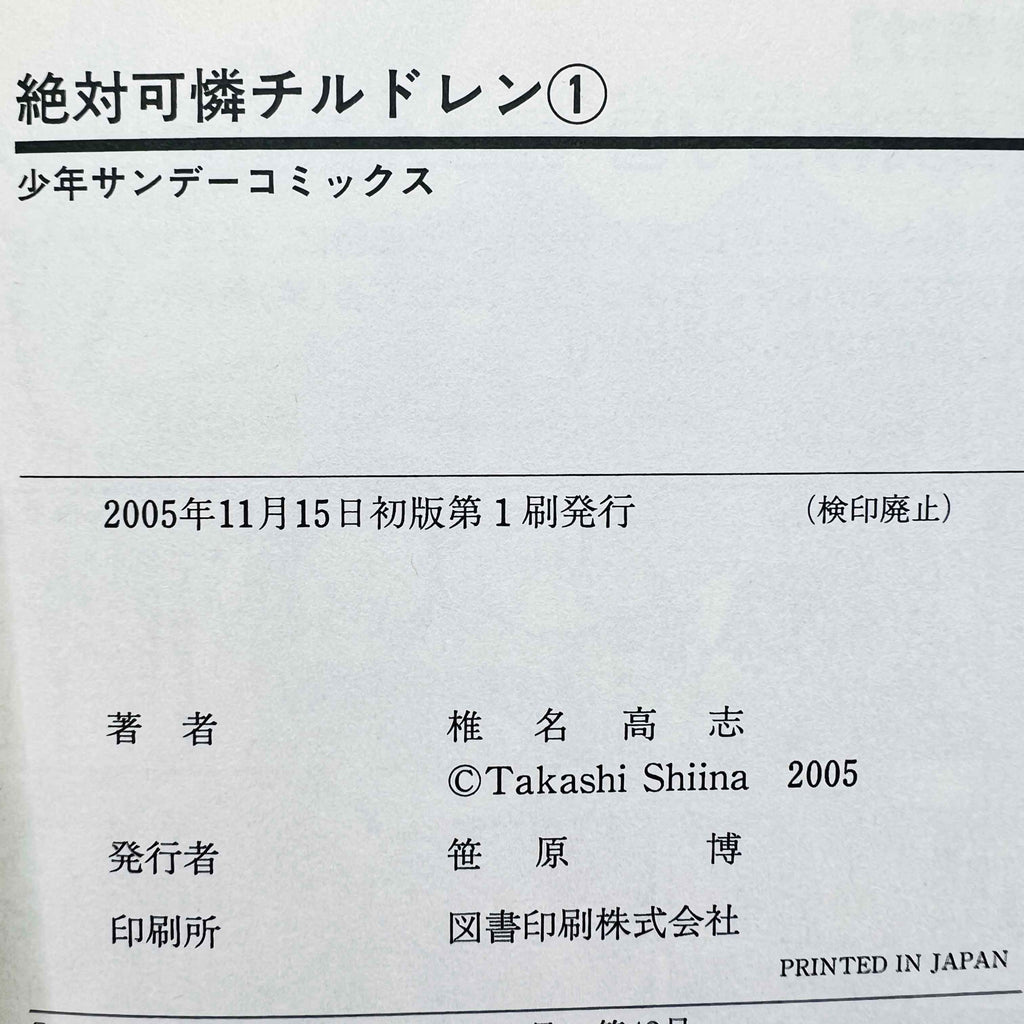 絶対可憐チルドレン①
少年サンデーコミックス
2005年11月15日初版第1刷発行 (検印廃止)
著者 椎名高志
©Takashi Shiina 2005
発行者 笹原博
印刷所 図書印刷株式会社
PRINTED IN JAPAN